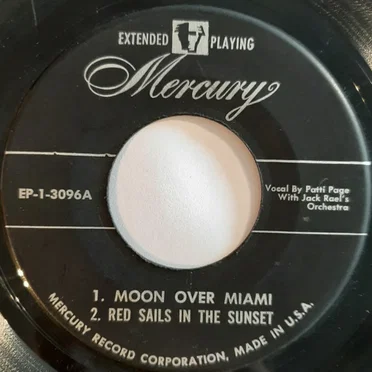 EXTENDED PLAYING
Mercury
EP-1-3096A
Vocal By Patti Page
With Jack Rael's
Orchestra
1. MOON OVER MIAMI
2. RED SAILS IN THE SUNSET
MERCURY RECORD CORPORATION, MADE IN U.S.A.